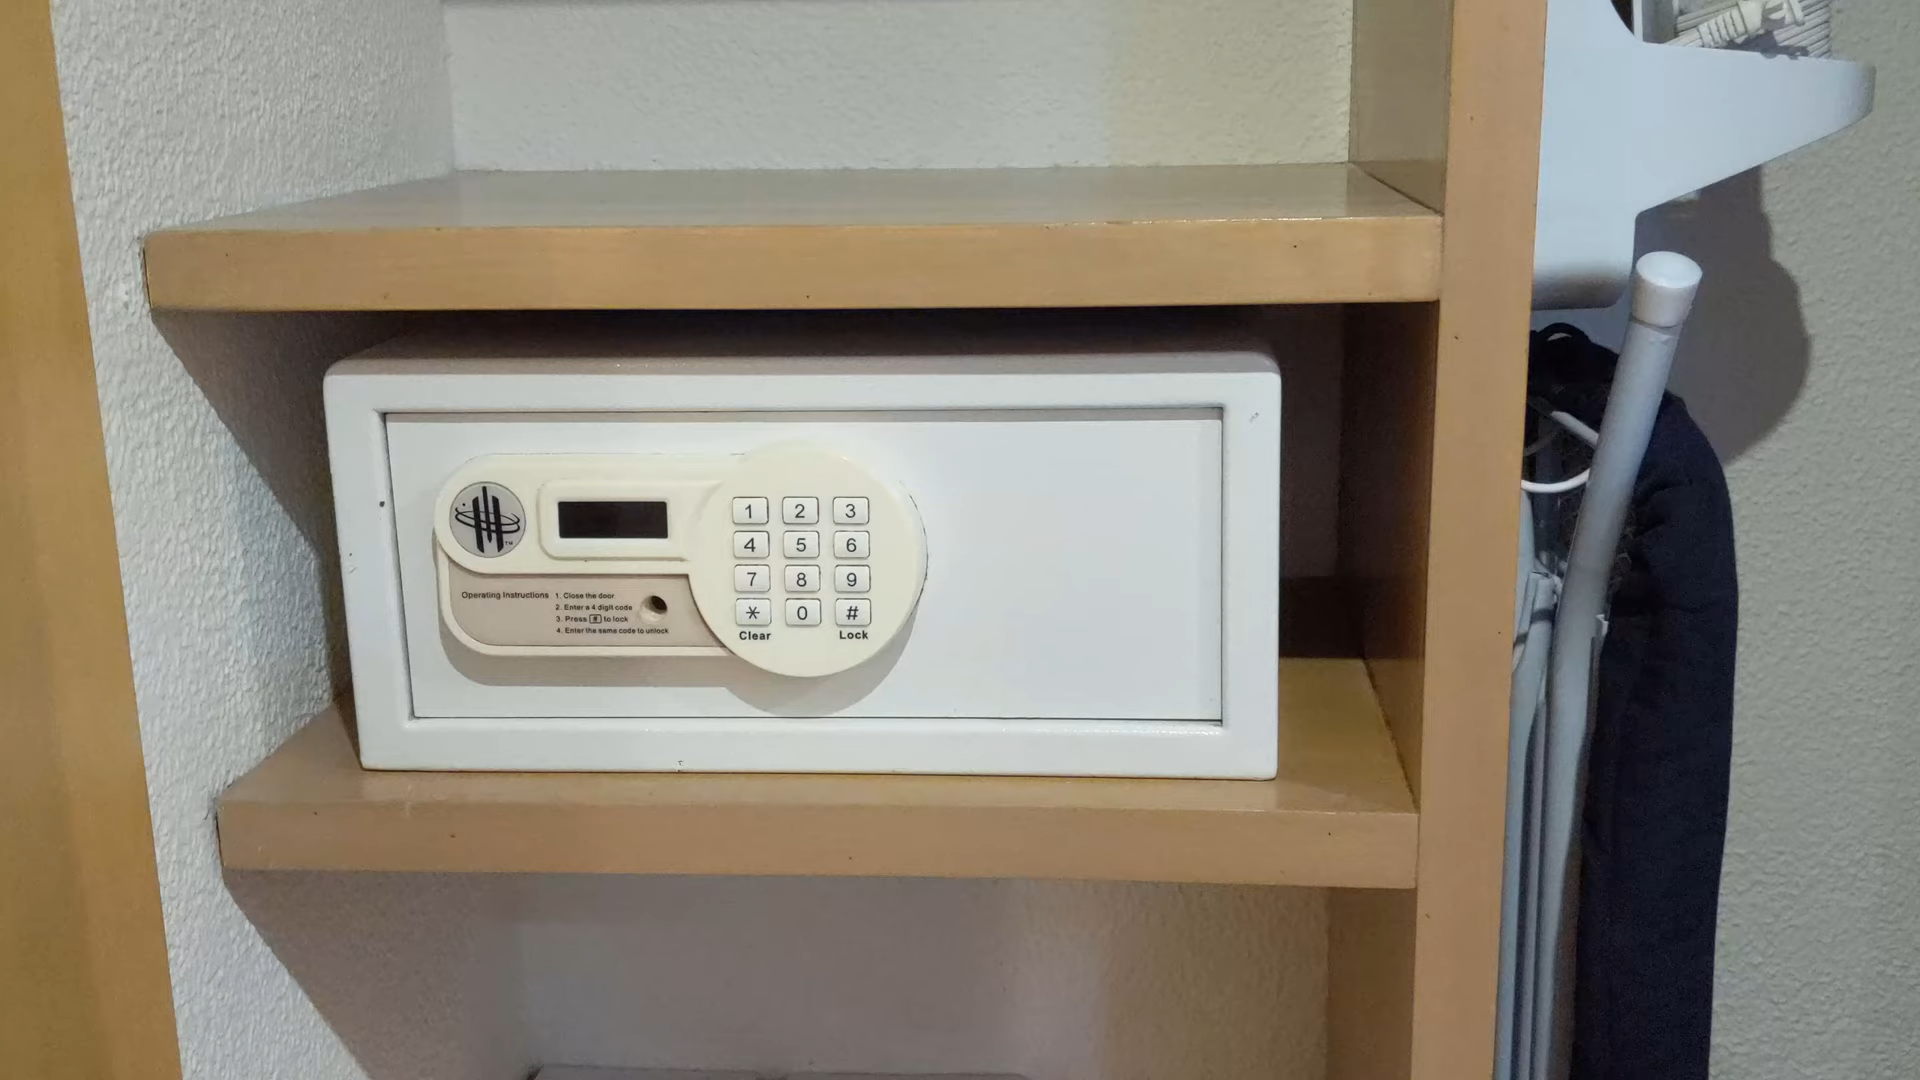 1 2 3
4 5 6
7 8 9
* 0 #
Clear Lock
Operating Instructions 1. Close the door
2. Enter a 4 digit code
3. Press # to lock
4. Enter the same code to unlock
TM